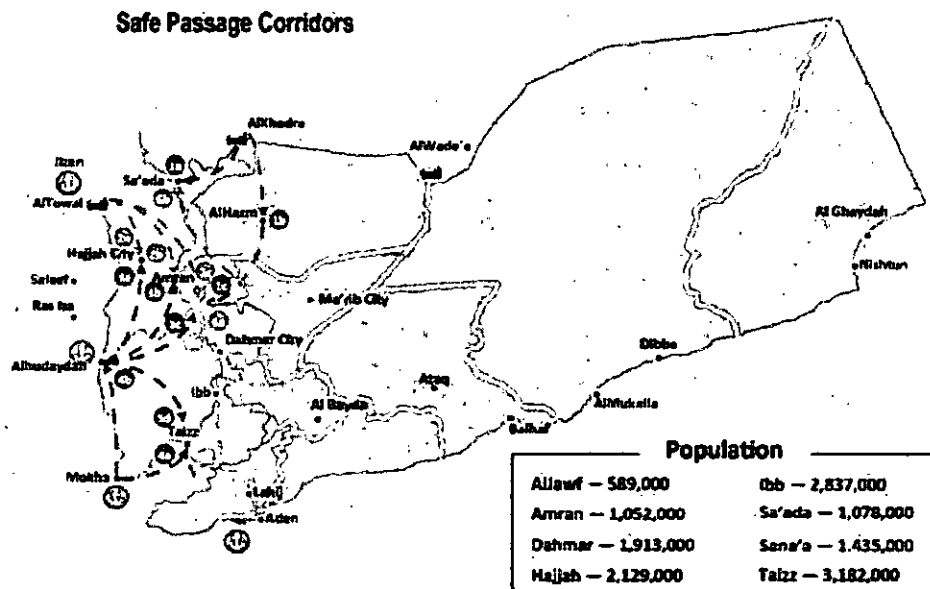 Safe Passage Corridors
AlKhadra
AlWade'a
Jizan
Sa'ada
AlTowal
AlHazm
Al Ghaydah
Hajjah City
Nishtun
Amran
Saleef
Ras Isa
Ma'rib City
Dahmar City
Alhudaydah
Dibba
Ibb
Ataq
AlMukalla
Al Bayda
Balhaf
Taizz
Mokha
Lahij
Aden
Population
AlJawf — 589,000
Ibb — 2,837,000
Amran — 1,052,000
Sa'ada — 1,078,000
Dahmar — 1,913,000
Sana'a — 1.435,000
Hajjah — 2,129,000
Taizz — 3,182,000